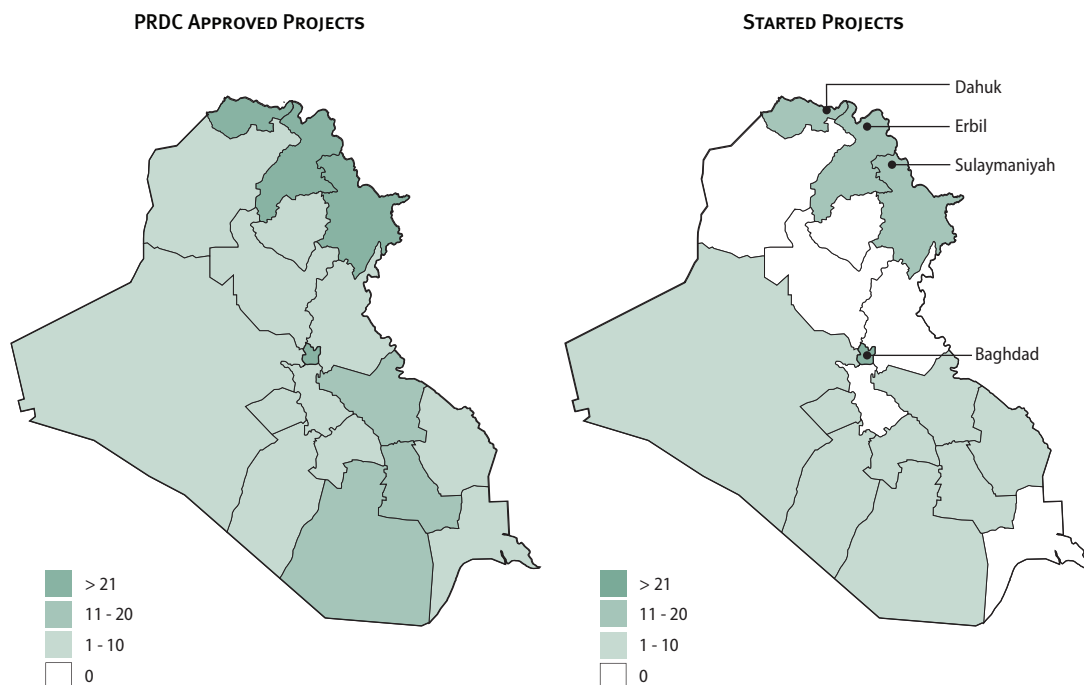 PRDC APPROVED PROJECTS
STARTED PROJECTS
Dahuk
Erbil
Sulaymaniyah
Baghdad
> 21
11 - 20
1 - 10
0
> 21
11 - 20
1 - 10
0